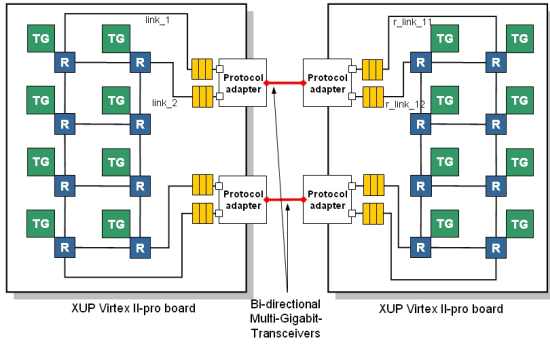 link_1
r_link_11
TG
TG
TG
TG
R
R
R
R
Protocol
adapter
Protocol
adapter
link_2
r_link_12
TG
TG
TG
TG
R
R
R
R
TG
TG
TG
TG
R
R
R
R
Protocol
adapter
Protocol
adapter
TG
TG
TG
TG
R
R
R
R
XUP Virtex II-pro board
Bi-directional
Multi-Gigabit-
Transceivers
XUP Virtex II-pro board